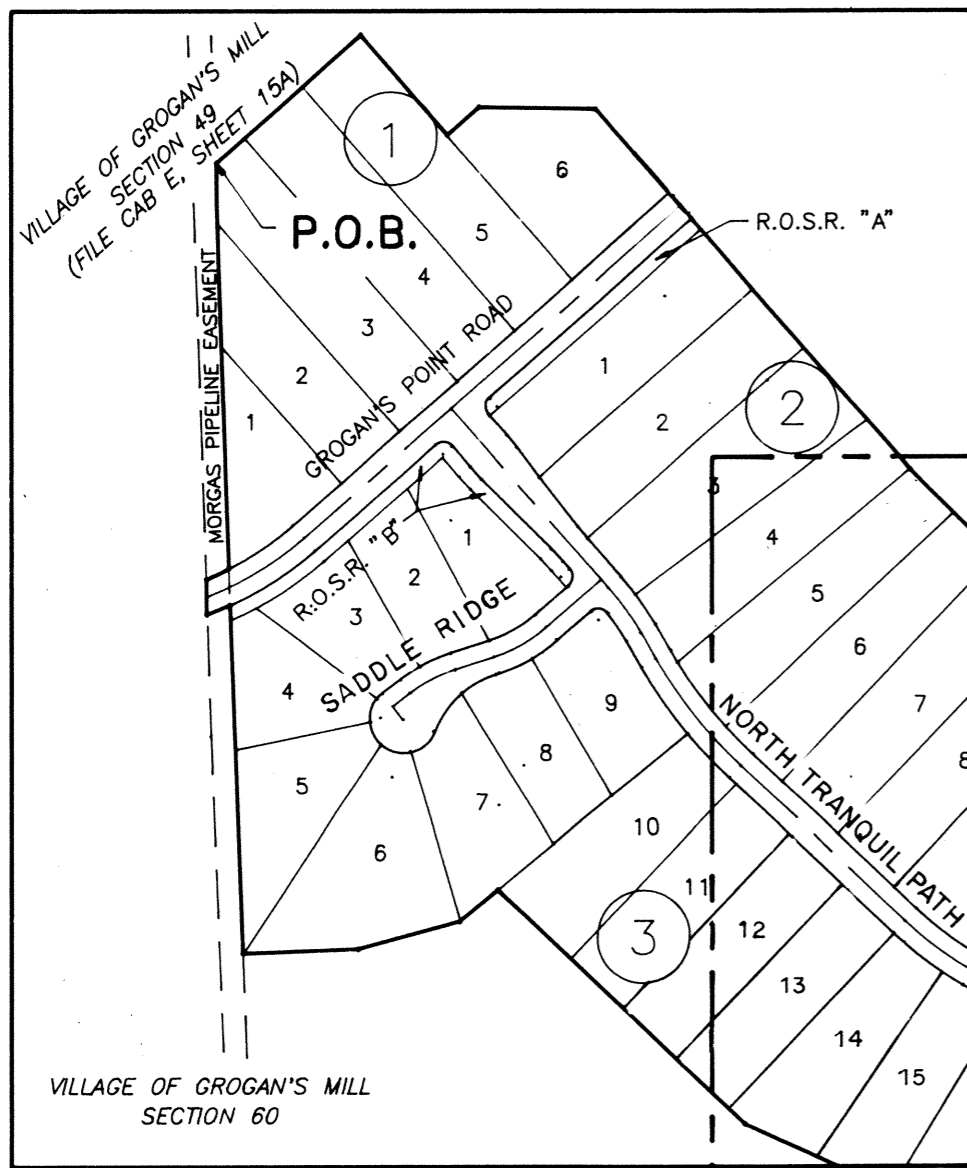 VILLAGE OF GROGAN'S MILL
SECTION 49
(FILE CAB E, SHEET 15A)
1
6
P.O.B.
5
R.O.S.R. "A"
4
MORGAS PIPELINE EASEMENT
3
2
1
GROGAN'S POINT ROAD
1
2
2
3
4
5
6
7
8
R.O.S.R. "B"
1
2
3
4
SADDLE RIDGE
5
6
7
8
9
NORTH TRANQUIL PATH
10
11
3
12
13
14
15
VILLAGE OF GROGAN'S MILL
SECTION 60